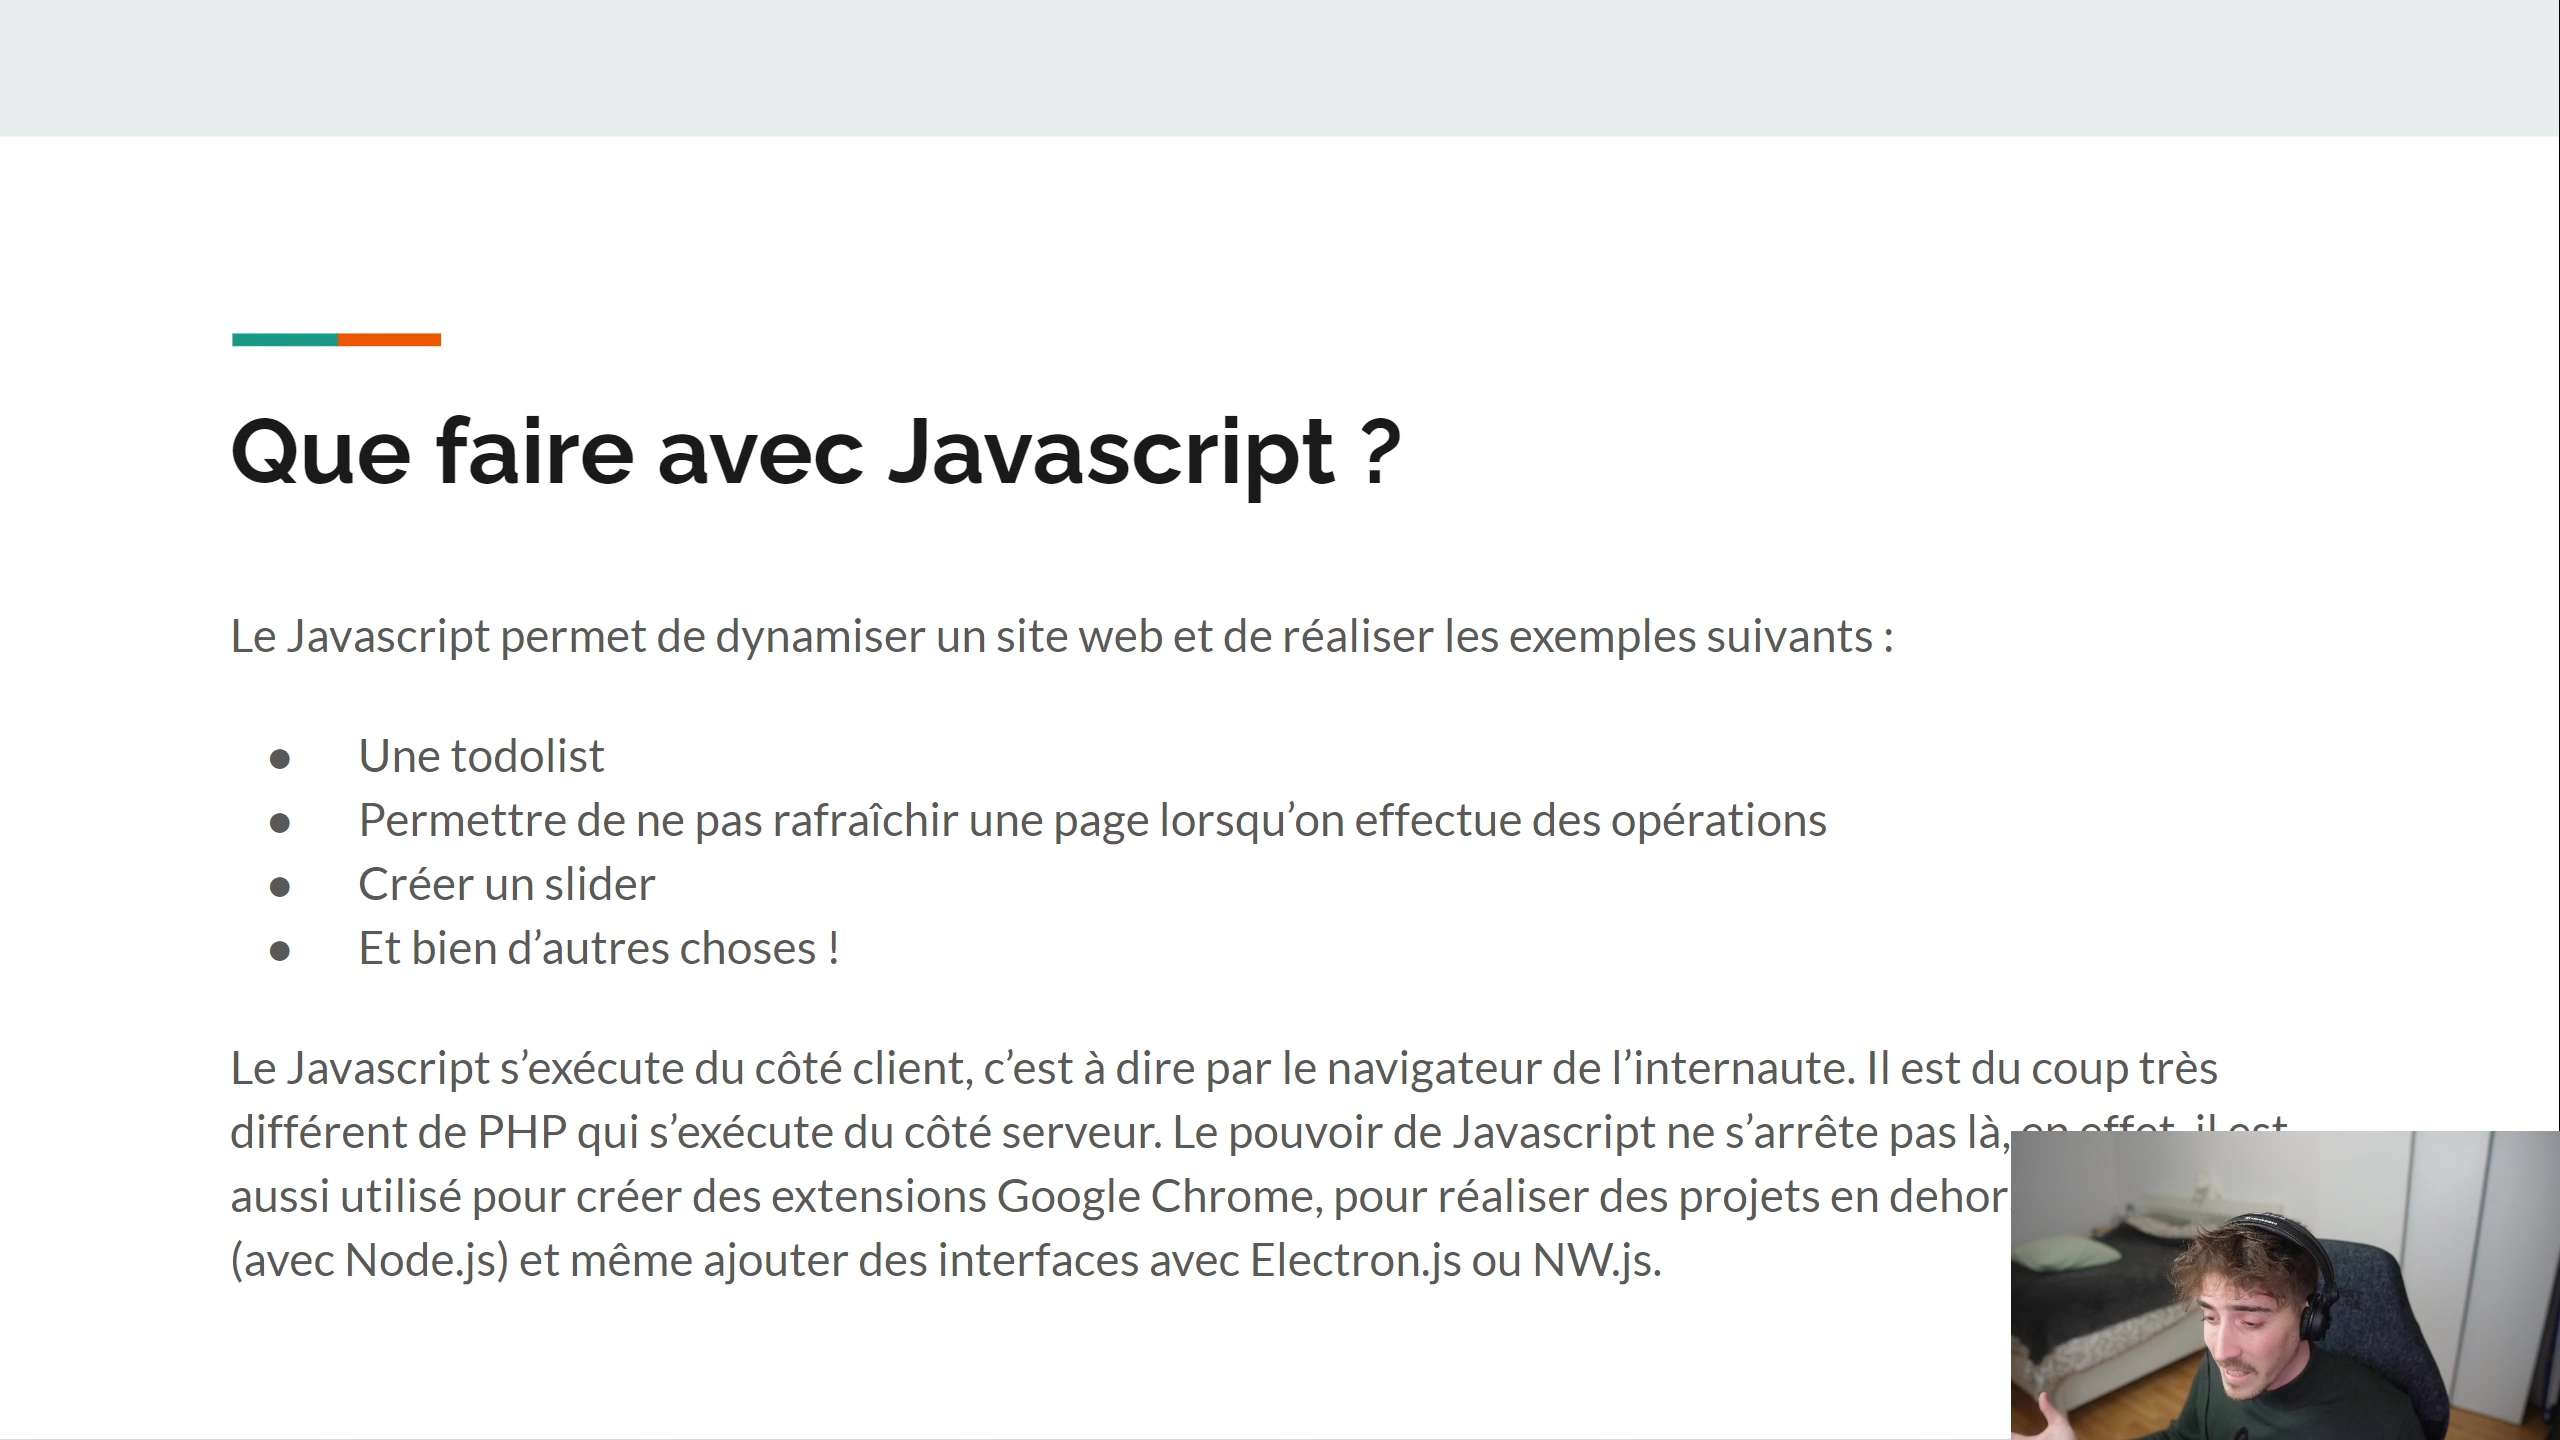 Que faire avec Javascript ?
Le Javascript permet de dynamiser un site web et de réaliser les exemples suivants :
● Une todolist
● Permettre de ne pas rafraîchir une page lorsqu’on effectue des opérations
● Créer un slider
● Et bien d’autres choses !
Le Javascript s’exécute du côté client, c’est à dire par le navigateur de l’internaute. Il est du coup très
différent de PHP qui s’exécute du côté serveur. Le pouvoir de Javascript ne s’arrête pas là, en effet, il est
aussi utilisé pour créer des extensions Google Chrome, pour réaliser des projets en
(avec Node.js) et même ajouter des interfaces avec Electron.js ou NW.js.